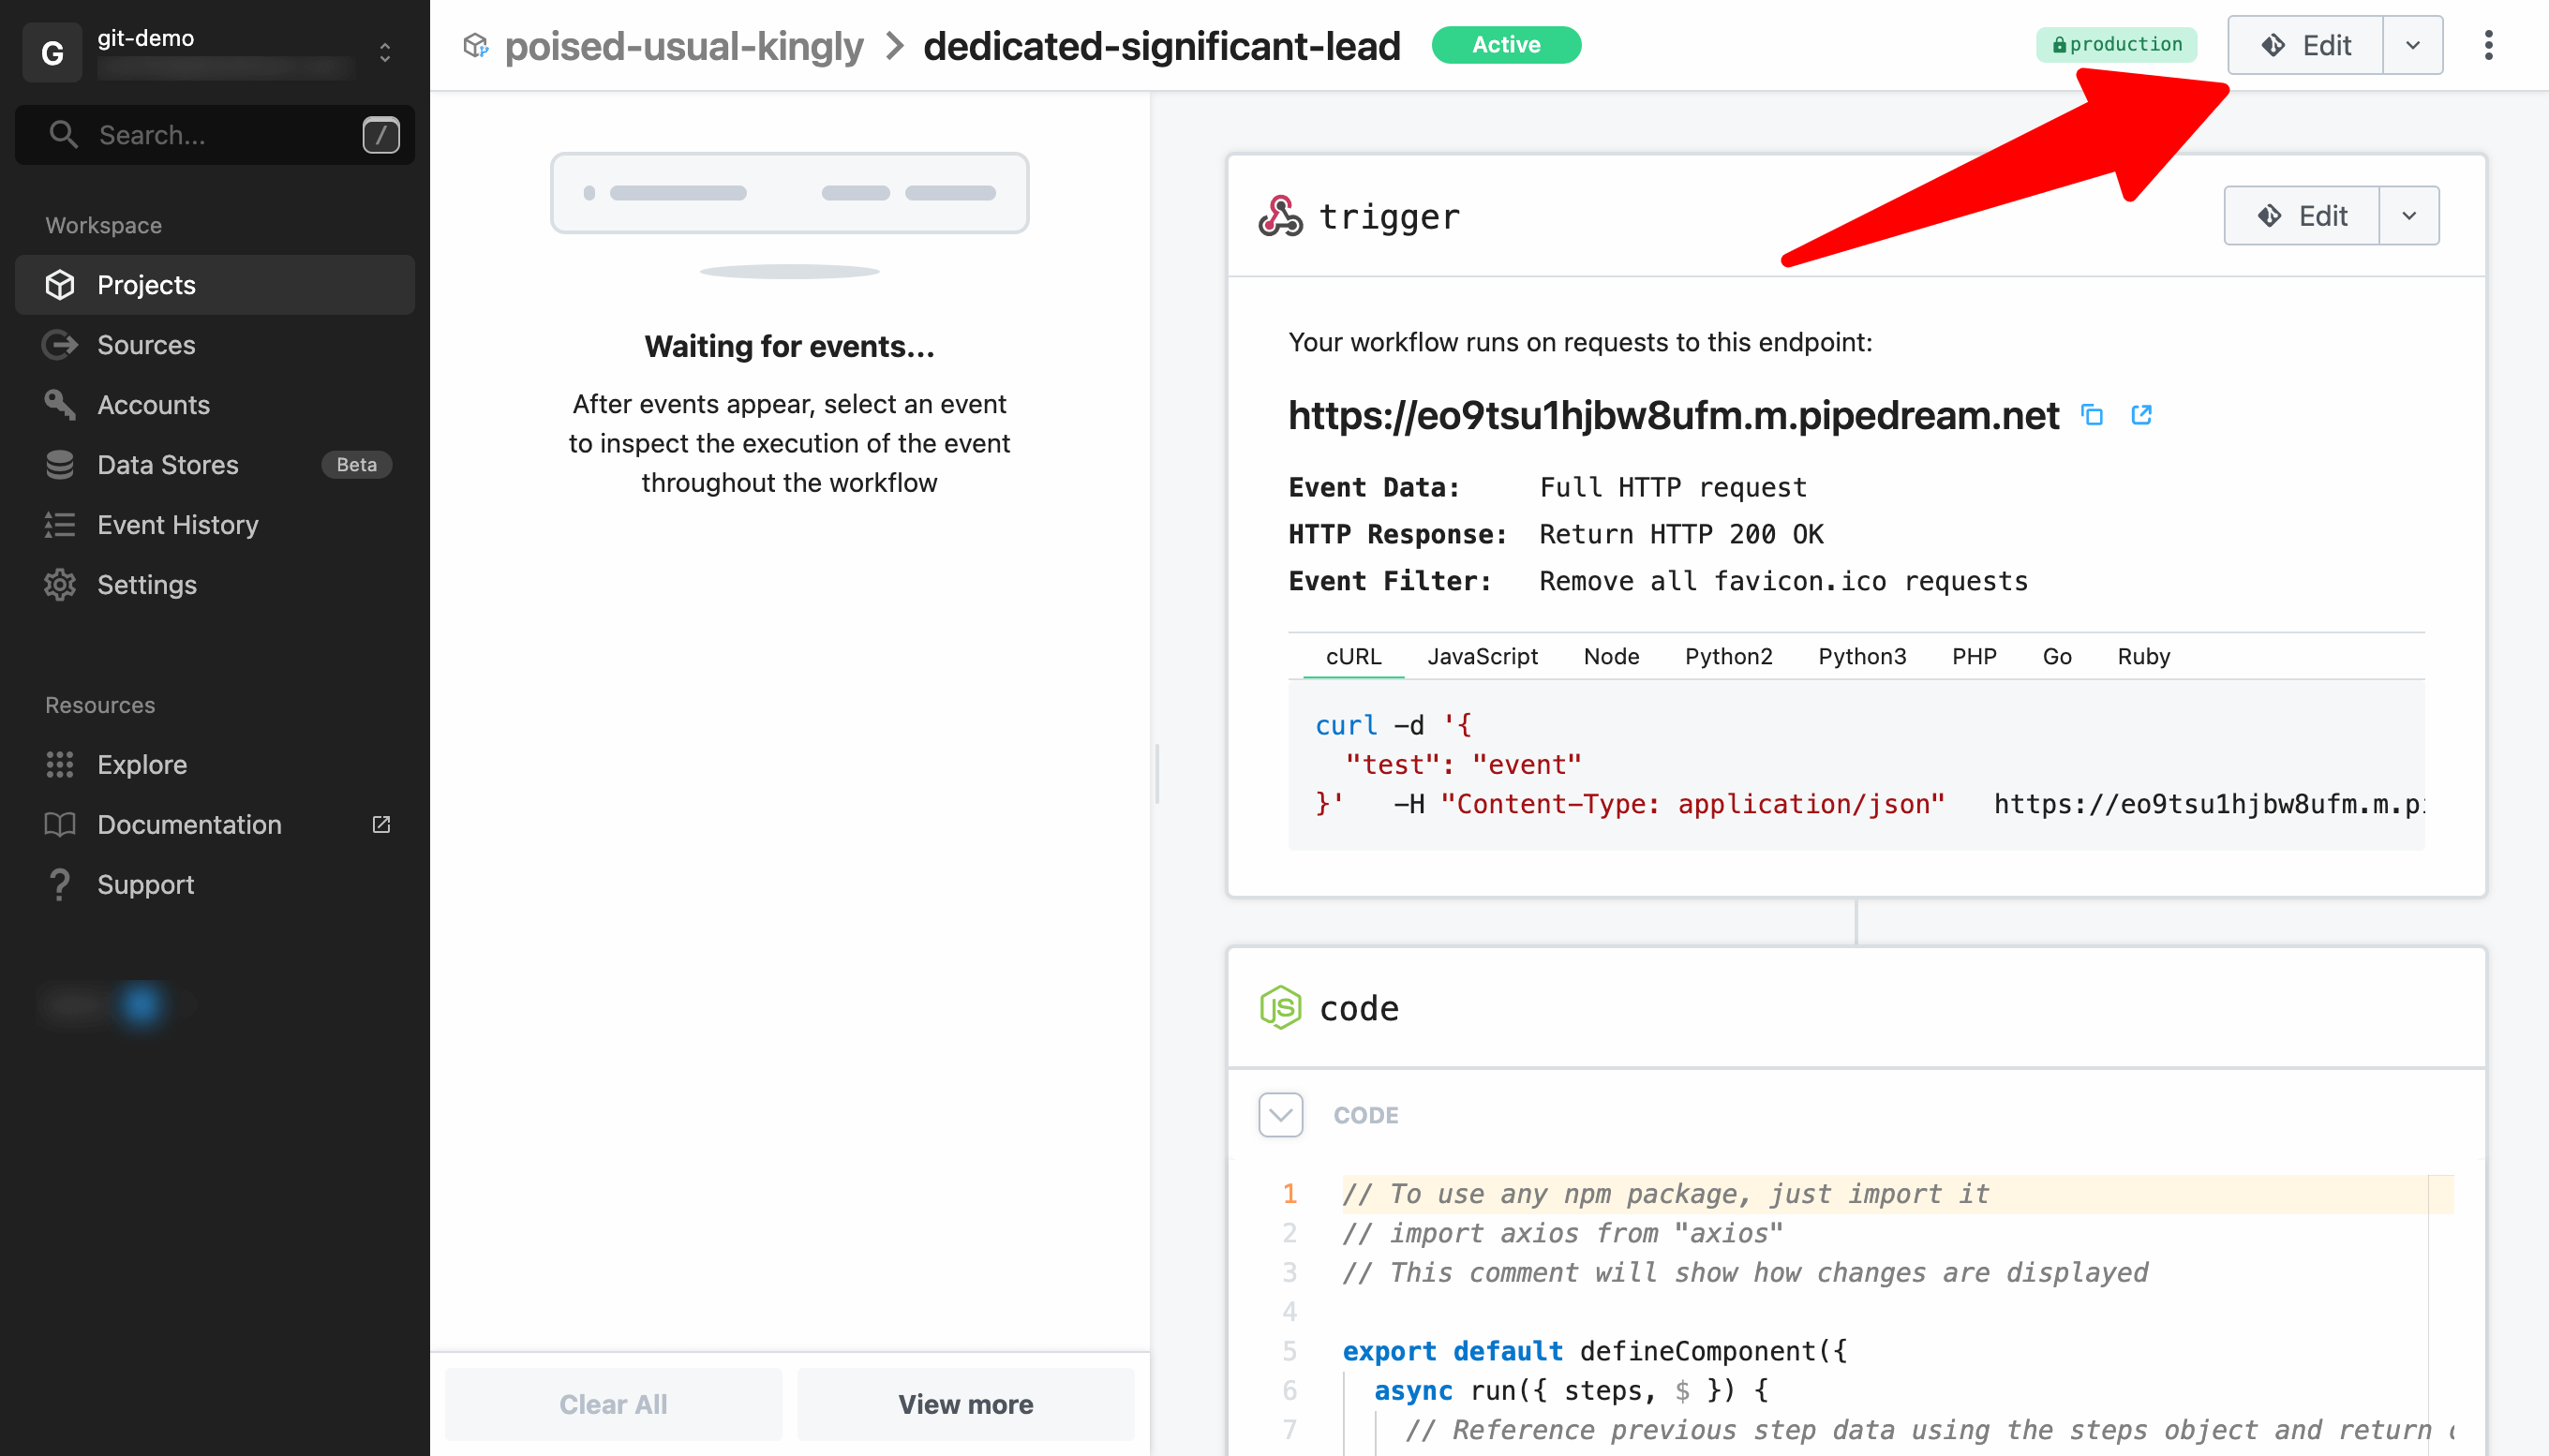 G
git-demo
Search...
/
Workspace
Projects
Sources
Accounts
Data Stores
Beta
Event History
Settings
Resources
Explore
Documentation
Support
poised-usual-kingly > dedicated-significant-lead
Active
production
Edit
Waiting for events...
After events appear, select an event
to inspect the execution of the event
throughout the workflow
Clear All
View more
trigger
Edit
Your workflow runs on requests to this endpoint:
https://eo9tsu1hjbw8ufm.m.pipedream.net
Event Data: Full HTTP request
HTTP Response: Return HTTP 200 OK
Event Filter: Remove all favicon.ico requests
cURL JavaScript Node Python2 Python3 PHP Go Ruby
curl -d '{
"test": "event"
}' -H "Content-Type: application/json" https://eo9tsu1hjbw8ufm.m.pi
JS
code
CODE
1 // To use any npm package, just import it
2 // import axios from "axios"
3 // This comment will show how changes are displayed
4
5 export default defineComponent({
6 async run({ steps, $ }) {
7 // Reference previous step data using the steps object and return